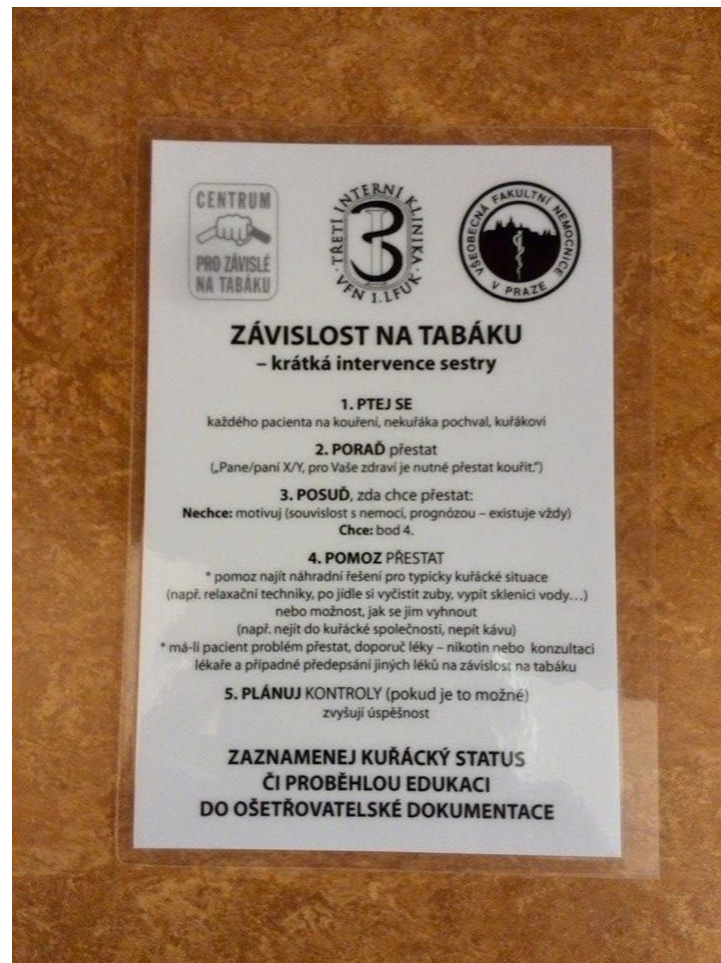 CENTRUM
PRO ZÁVISLÉ
NA TABÁKU
· TŘETÍ INTERNÍ KLINIKA ·
VFN 1. LFUK
3
VŠEOBECNÁ FAKULTNÍ NEMOCNICE
V PRAZE
ZÁVISLOST NA TABÁKU
– krátká intervence sestry
1. PTEJ SE
každého pacienta na kouření, nekuřáka pochval, kuřákovi
2. PORAĎ přestat
(„Pane/paní X/Y, pro Vaše zdraví je nutné přestat kouřit.")
3. POSUĎ, zda chce přestat:
Nechce: motivuj (souvislost s nemocí, prognózou – existuje vždy)
Chce: bod 4.
4. POMOZ PŘESTAT
* pomoz najít náhradní řešení pro typicky kuřácké situace
(např. relaxační techniky, po jídle si vyčistit zuby, vypít sklenici vody…)
nebo možnost, jak se jim vyhnout
(např. nejít do kuřácké společnosti, nepít kávu)
* má-li pacient problém přestat, doporuč léky – nikotin nebo konzultaci
lékaře a případné předepsání jiných léků na závislost na tabáku
5. PLÁNUJ KONTROLY (pokud je to možné)
zvyšují úspěšnost
ZAZNAMENEJ KUŘÁCKÝ STATUS
ČI PROBĚHLOU EDUKACI
DO OŠETŘOVATELSKÉ DOKUMENTACE